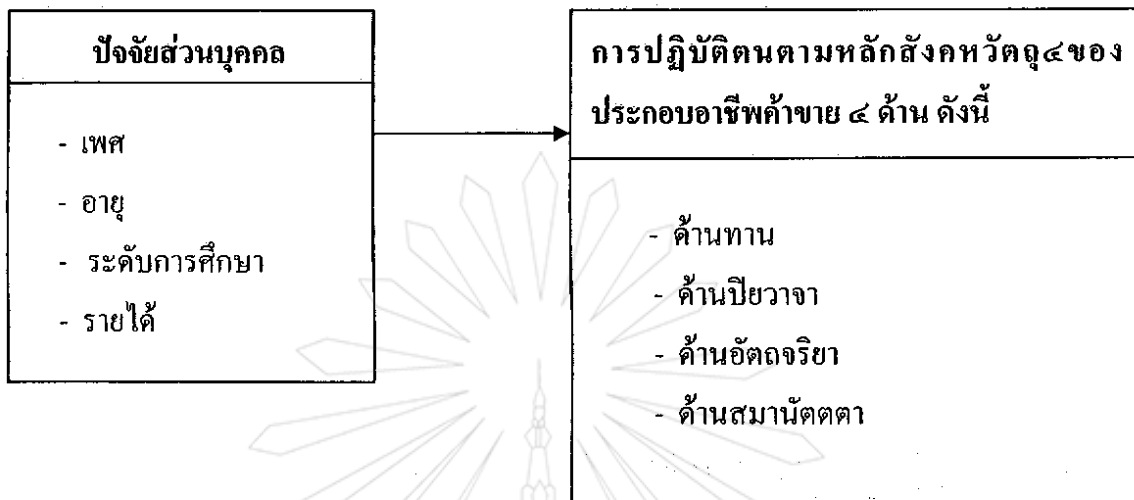 ปัจจัยส่วนบุคคล
- เพศ
- อายุ
- ระดับการศึกษา
- รายได้
การปฏิบัติตนตามหลักสังคหวัตถุ๔ของ
ประกอบอาชีพค้าขาย ๔ ด้าน ดังนี้
- ด้านทาน
- ด้านปิยวาจา
- ด้านอัตถจริยา
- ด้านสมานัตตตา